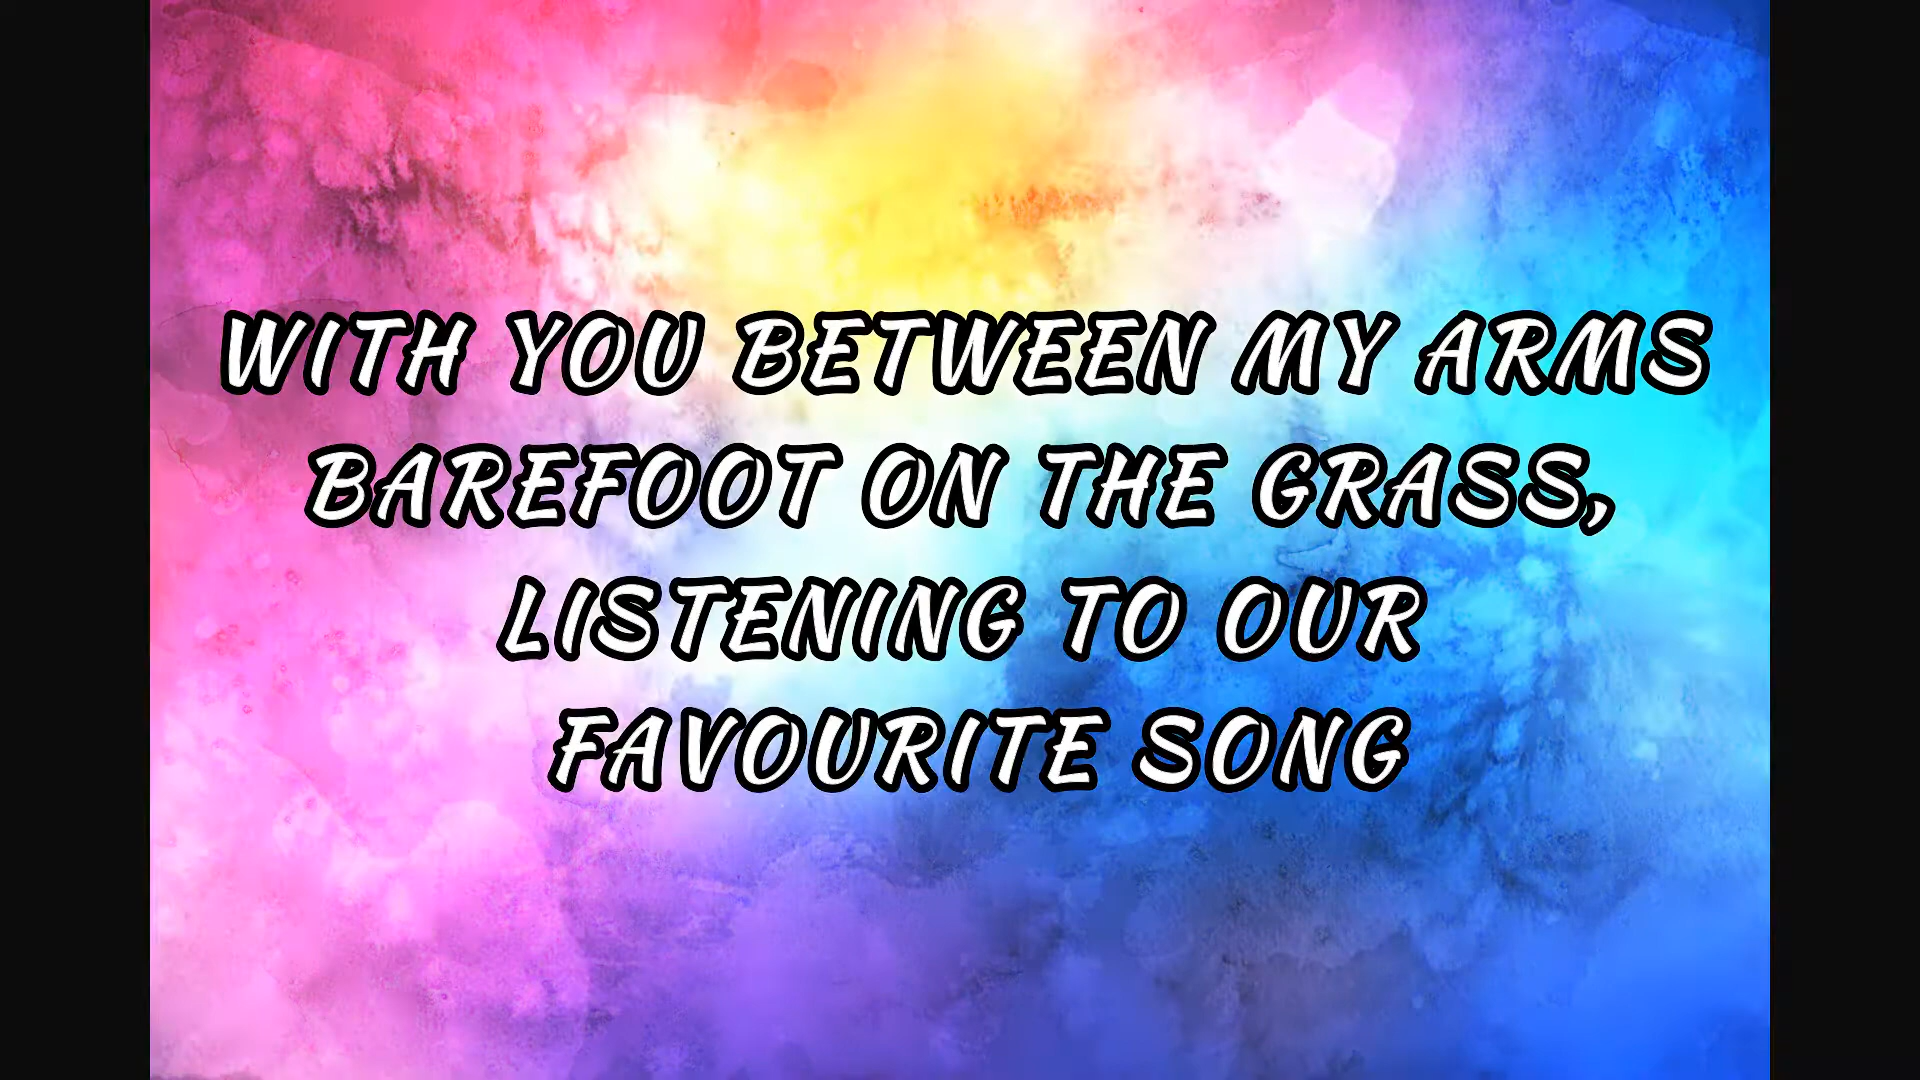 WITH YOU BETWEEN MY ARMS
BAREFOOT ON THE GRASS,
LISTENING TO OUR
FAVOURITE SONG